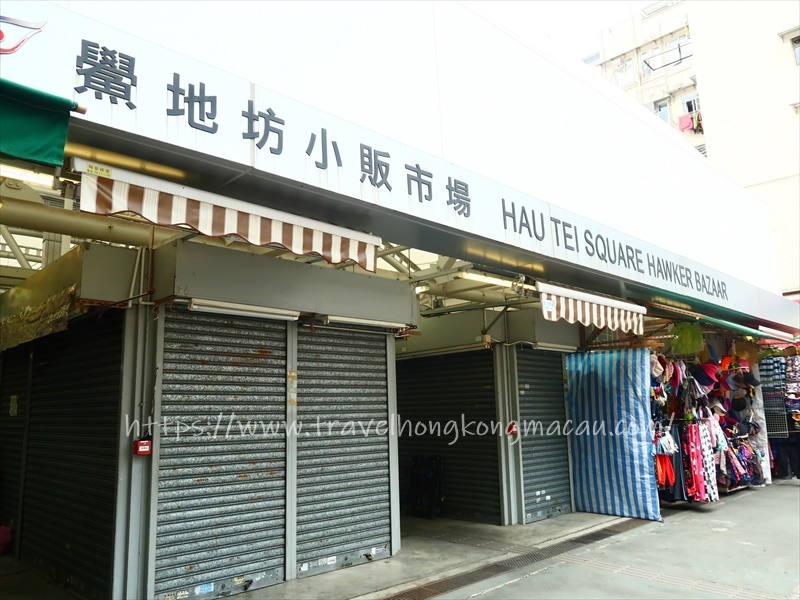 鱟地坊小販市場 HAU TEI SQUARE HAWKER BAZAAR
https://www.travelhongkongmacau.com/